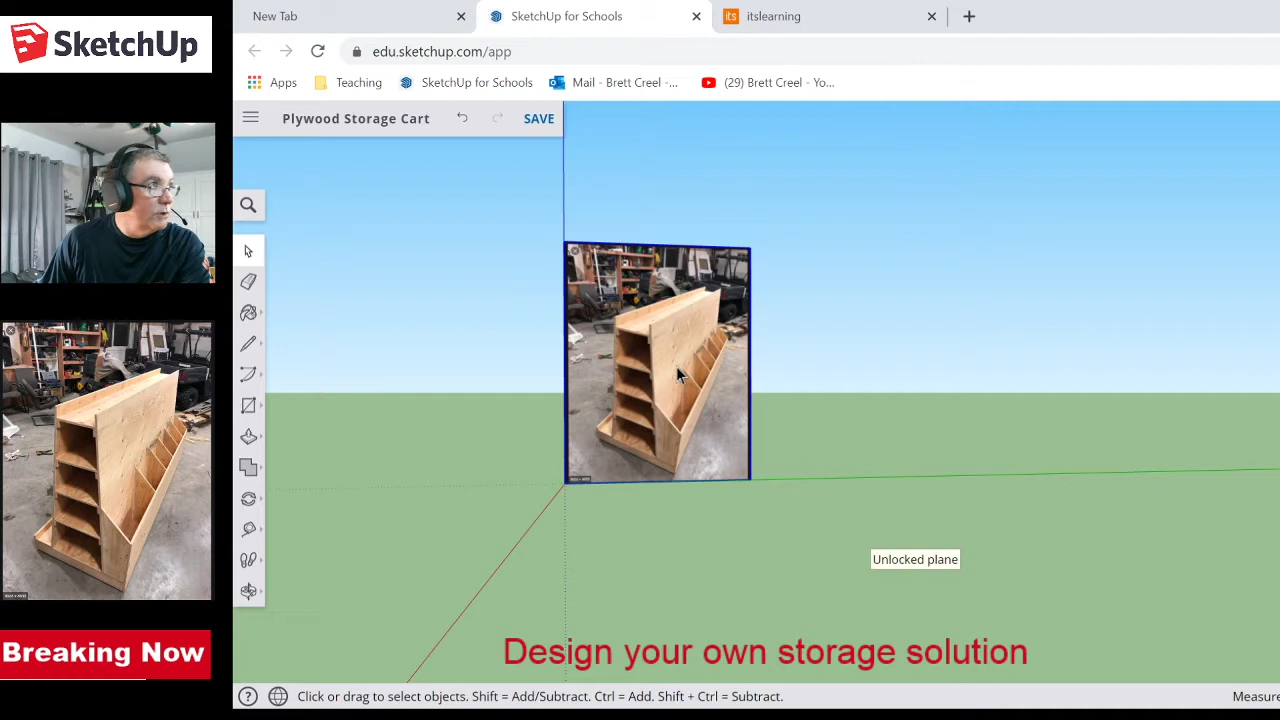 SketchUp
New Tab
SketchUp for Schools
its
itslearning
edu.sketchup.com/app
Apps
Teaching
SketchUp for Schools
Mail - Brett Creel -...
(29) Brett Creel - Yo...
Plywood Storage Cart
SAVE
Unlocked plane
Breaking Now
Design your own storage solution
Click or drag to select objects. Shift = Add/Subtract. Ctrl = Add. Shift + Ctrl = Subtract.
Measure